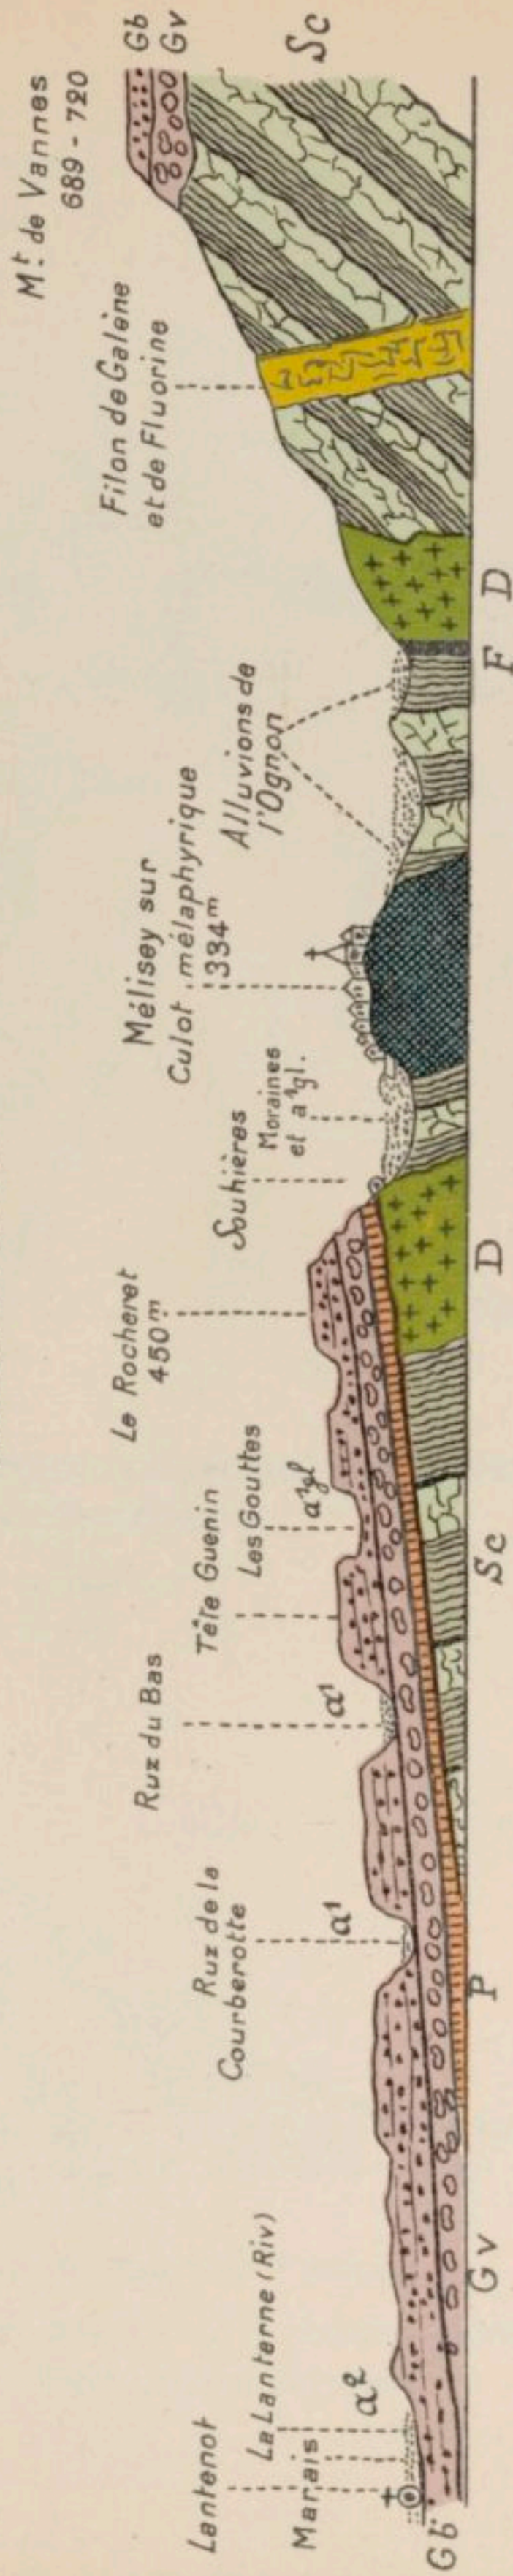 Lantenot
La Lanterne (Riv)
Marais
a²
Ruz de la
Courberotte
a¹
Ruz du Bas
a¹
Tête Guenin
Les Gouttes
a¹gl
Le Rocheret
450m
Souhières
Moraines
et a¹gl.
Mélisey sur
Culot mélaphyrique
334m
Alluvions de
l'Ognon
Filon de Galène
et de Fluorine
Mt. de Vannes
689 - 720
Gb
Gv
Sc
Gb
Gv
P
Sc
D
F
D